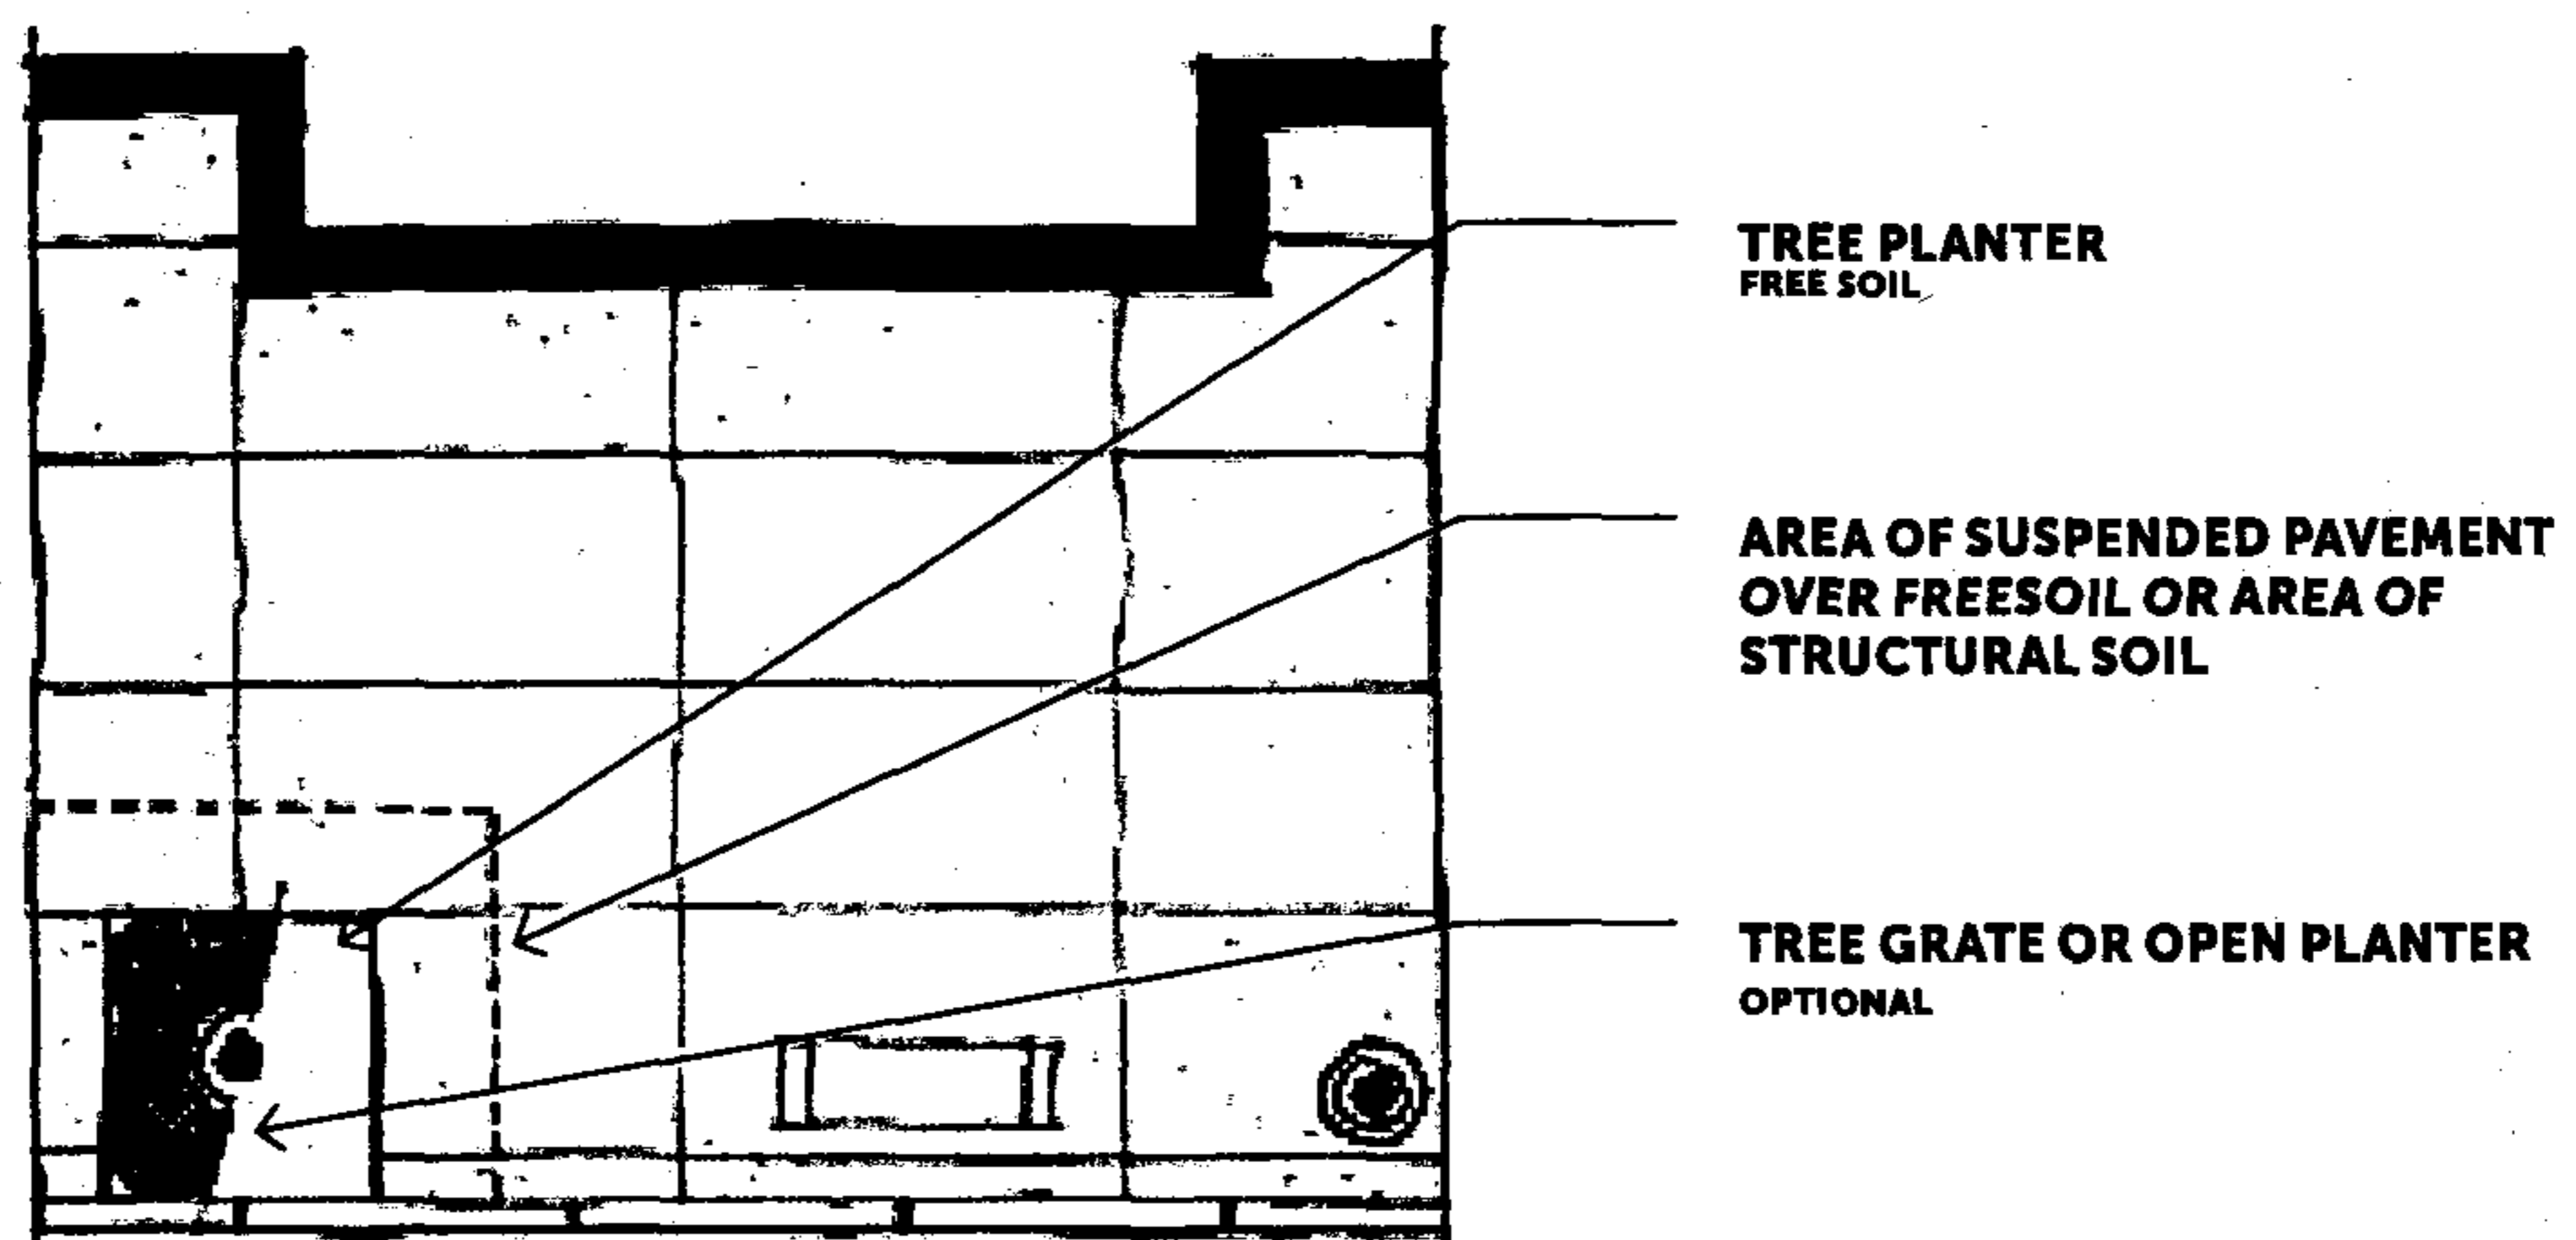 TREE PLANTER
FREE SOIL
AREA OF SUSPENDED PAVEMENT
OVER FREESOIL OR AREA OF
STRUCTURAL SOIL
TREE GRATE OR OPEN PLANTER
OPTIONAL